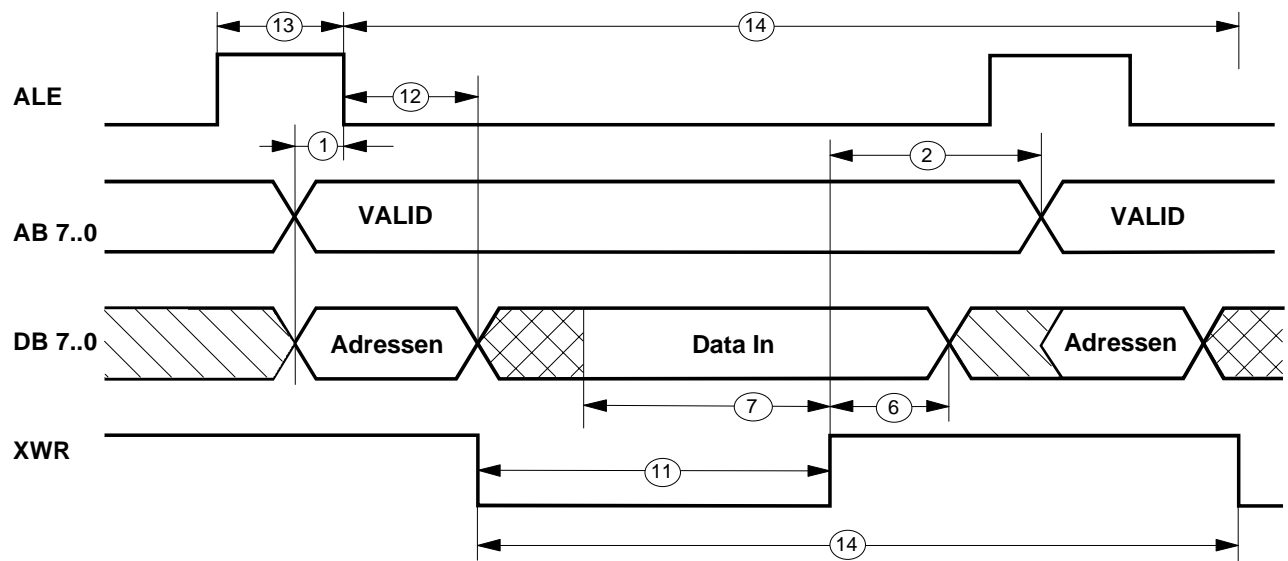 13 14
ALE 12
1 2
AB 7..0 VALID VALID
DB 7..0 Adressen Data In Adressen
7 6
XWR
11
14